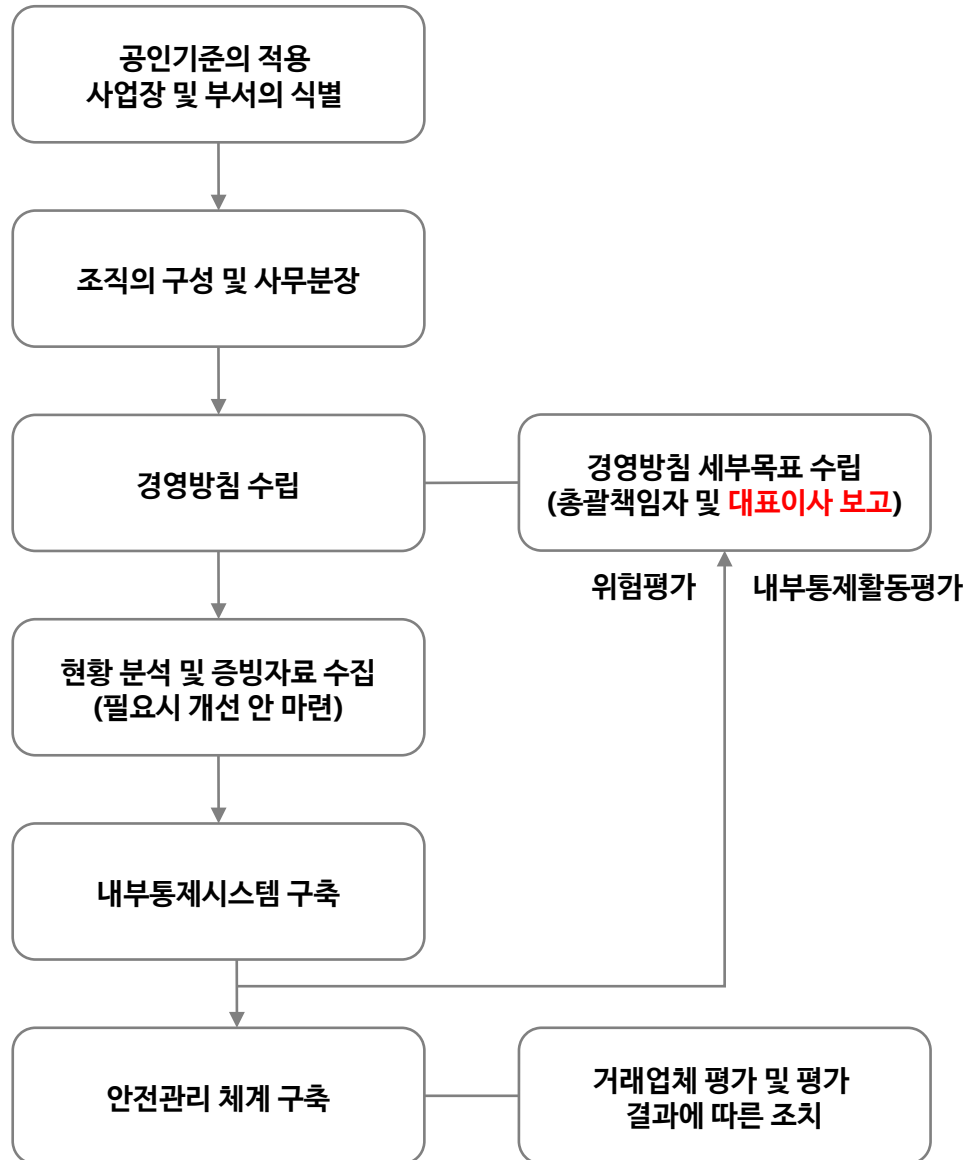 공인기준의 적용
사업장 및 부서의 식별
조직의 구성 및 사무분장
경영방침 수립
경영방침 세부목표 수립
(총괄책임자 및 대표이사 보고)
위험평가
내부통제활동평가
현황 분석 및 증빙자료 수집
(필요시 개선 안 마련)
내부통제시스템 구축
안전관리 체계 구축
거래업체 평가 및 평가
결과에 따른 조치